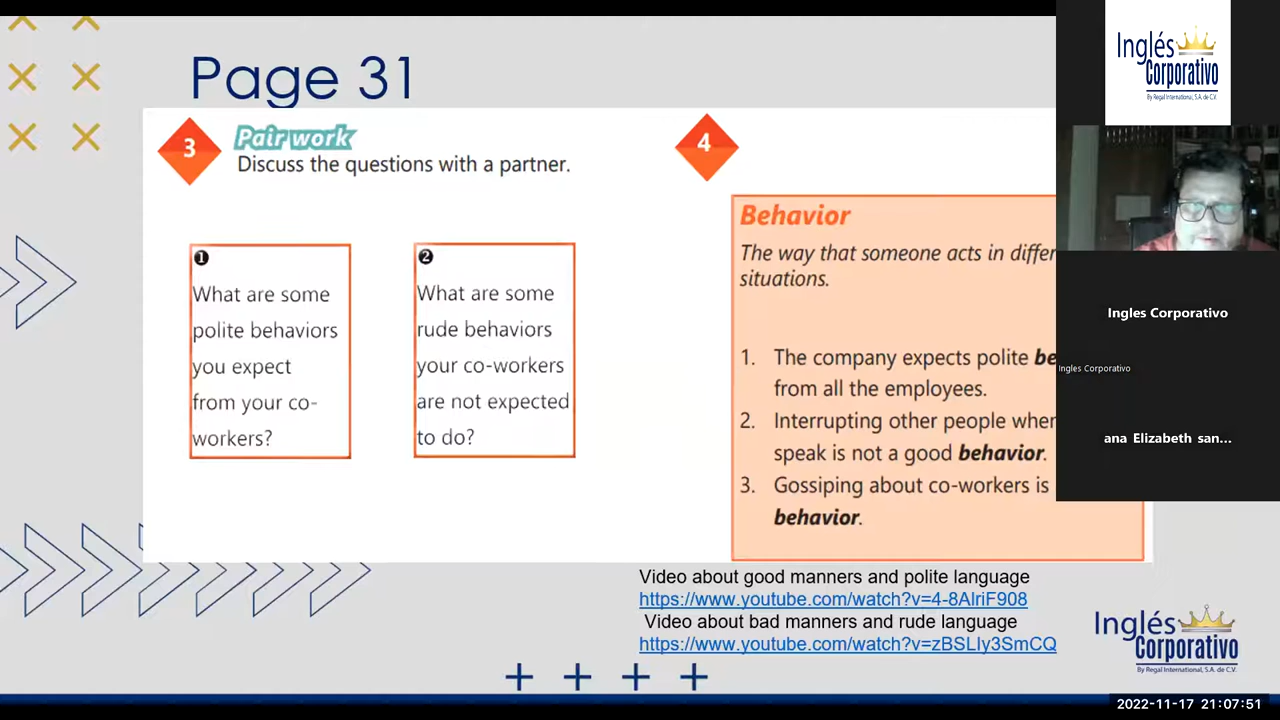 Page 31
3
Pair work
Discuss the questions with a partner.
1
What are some
polite behaviors
you expect
from your co-
workers?
2
What are some
rude behaviors
your co-workers
are not expected
to do?
4
Behavior
The way that someone acts in
situations.
1. The company expects polite
from all the employees.
2. Interrupting other people
speak is not a good behavior.
3. Gossiping about co-workers is
behavior.
Video about good manners and polite language
https://www.youtube.com/watch?v=4-8AlriF908
Video about bad manners and rude language
https://www.youtube.com/watch?v=zBSLIy3SmCQ
Inglés
Corporativo
By Regal International, S.A. de C.V.
Ingles Corporativo
Ingles Corporativo
ana Elizabeth san...
Inglés
Corporativo
By Regal International, S.A. de C.V.
2022-11-17 21:07:51